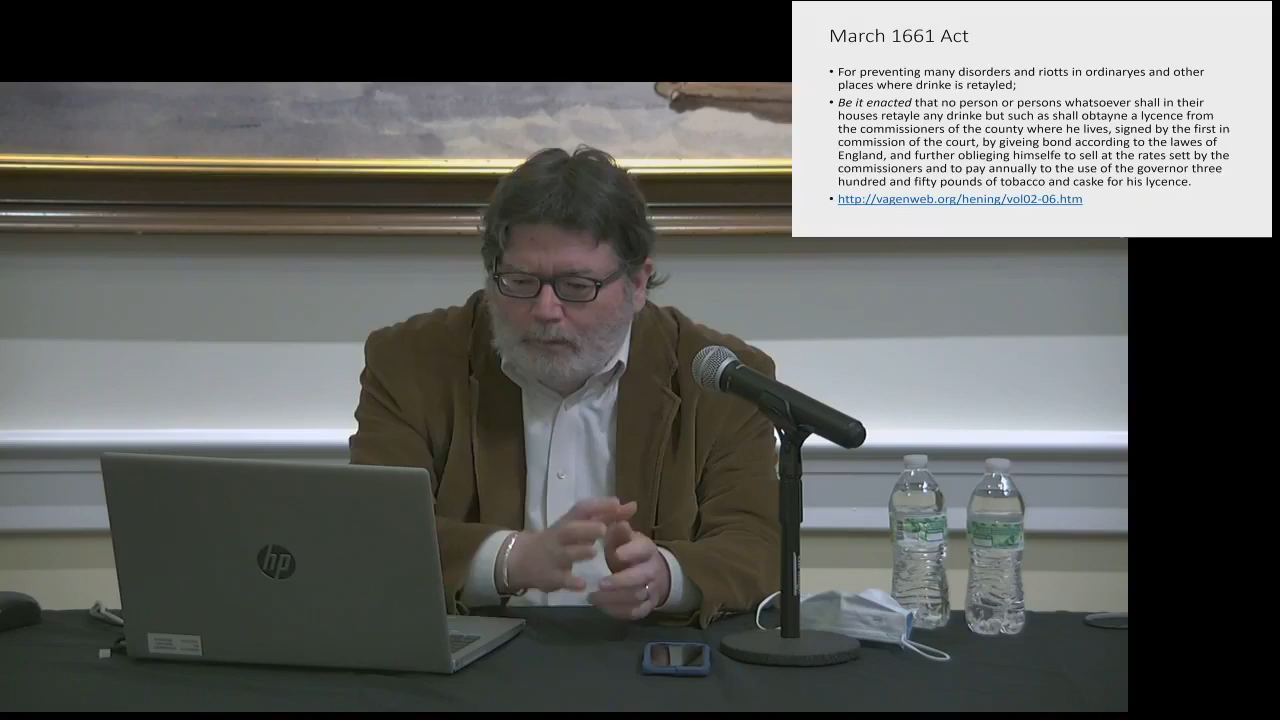 March 1661 Act
• For preventing many disorders and riotts in ordinaryes and other
places where drinke is retayled;
• Be it enacted that no person or persons whatsoever shall in their
houses retayle any drinke but such as shall obtayne a lycence from
the commissioners of the county where he lives, signed by the first in
commission of the court, by giveing bond according to the lawes of
England, and further oblieging himselfe to sell at the rates sett by the
commissioners and to pay annually to the use of the governor three
hundred and fifty pounds of tobacco and caske for his lycence.
• http://vagenweb.org/hening/vol02-06.htm
hp